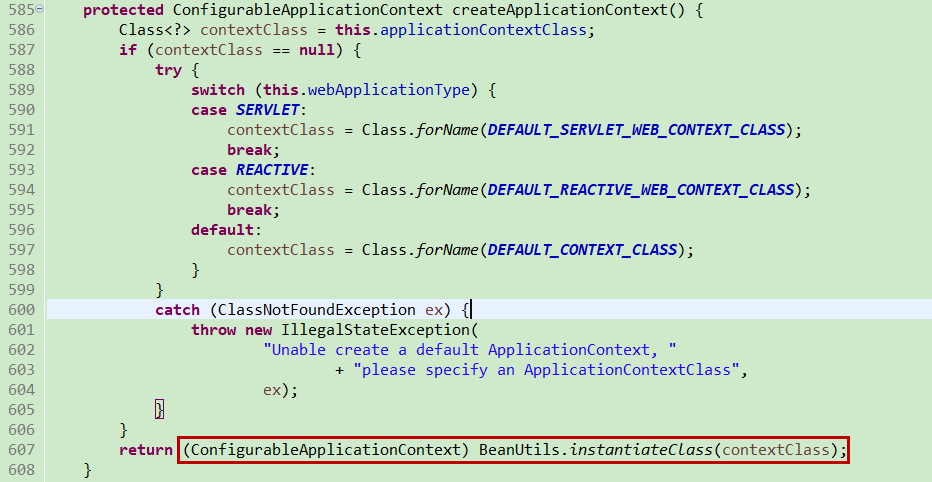 585 protected ConfigurableApplicationContext createApplicationContext() {
586 Class<?> contextClass = this.applicationContextClass;
587 if (contextClass == null) {
588 try {
589 switch (this.webApplicationType) {
590 case SERVLET:
591 contextClass = Class.forName(DEFAULT_SERVLET_WEB_CONTEXT_CLASS);
592 break;
593 case REACTIVE:
594 contextClass = Class.forName(DEFAULT_REACTIVE_WEB_CONTEXT_CLASS);
595 break;
596 default:
597 contextClass = Class.forName(DEFAULT_CONTEXT_CLASS);
598 }
599 }
600 catch (ClassNotFoundException ex) {
601 throw new IllegalStateException(
602 "Unable create a default ApplicationContext, "
603 + "please specify an ApplicationContextClass",
604 ex);
605 }
606 }
607 return (ConfigurableApplicationContext) BeanUtils.instantiateClass(contextClass);
608 }